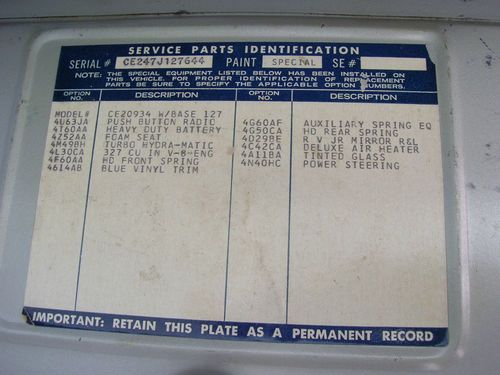 SERVICE PARTS IDENTIFICATION
SERIAL# CE247J127644 PAINT SPECIAL SE#
NOTE: THE SPECIAL EQUIPMENT LISTED BELOW HAS BEEN INSTALLED ON
THIS VEHICLE. FOR PROPER IDENTIFICATION OF REPLACEMENT
PARTS BE SURE TO SPECIFY THE APPLICABLE OPTION NUMBERS.
OPTION NO. DESCRIPTION OPTION NO. DESCRIPTION
MODEL# CE20934 W/BASE 127
4U63JA PUSH BUTTON RADIO
4T60AA HEAVY DUTY BATTERY
4Z52AA FOAM SEAT
4M49BH TURBO HYDRA-MATIC
4L30CA 327 CU IN V-8-ENG
4F60AA HD FRONT SPRING
4614AB BLUE VINYL TRIM
4G60AF AUXILIARY SPRING EQ
4G50CA HD REAR SPRING
4D29BE R V JR MIRROR R&L
4C42CA DELUXE AIR HEATER
4A11BA TINTED GLASS
4N40HC POWER STEERING
IMPORTANT: RETAIN THIS PLATE AS A PERMANENT RECORD